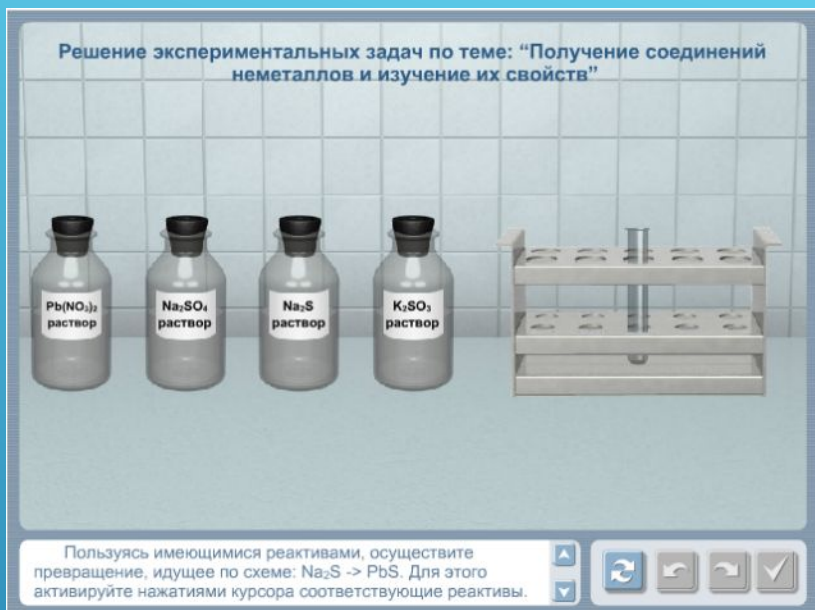 Решение экспериментальных задач по теме: “Получение соединений
неметаллов и изучение их свойств”
Pb(NO₃)₂
раствор
Na₂SO₄
раствор
Na₂S
раствор
K₂SO₃
раствор
Пользуясь имеющимися реактивами, осуществите
превращение, идущее по схеме: Na₂S -> PbS. Для этого
активируйте нажатиями курсора соответствующие реактивы.